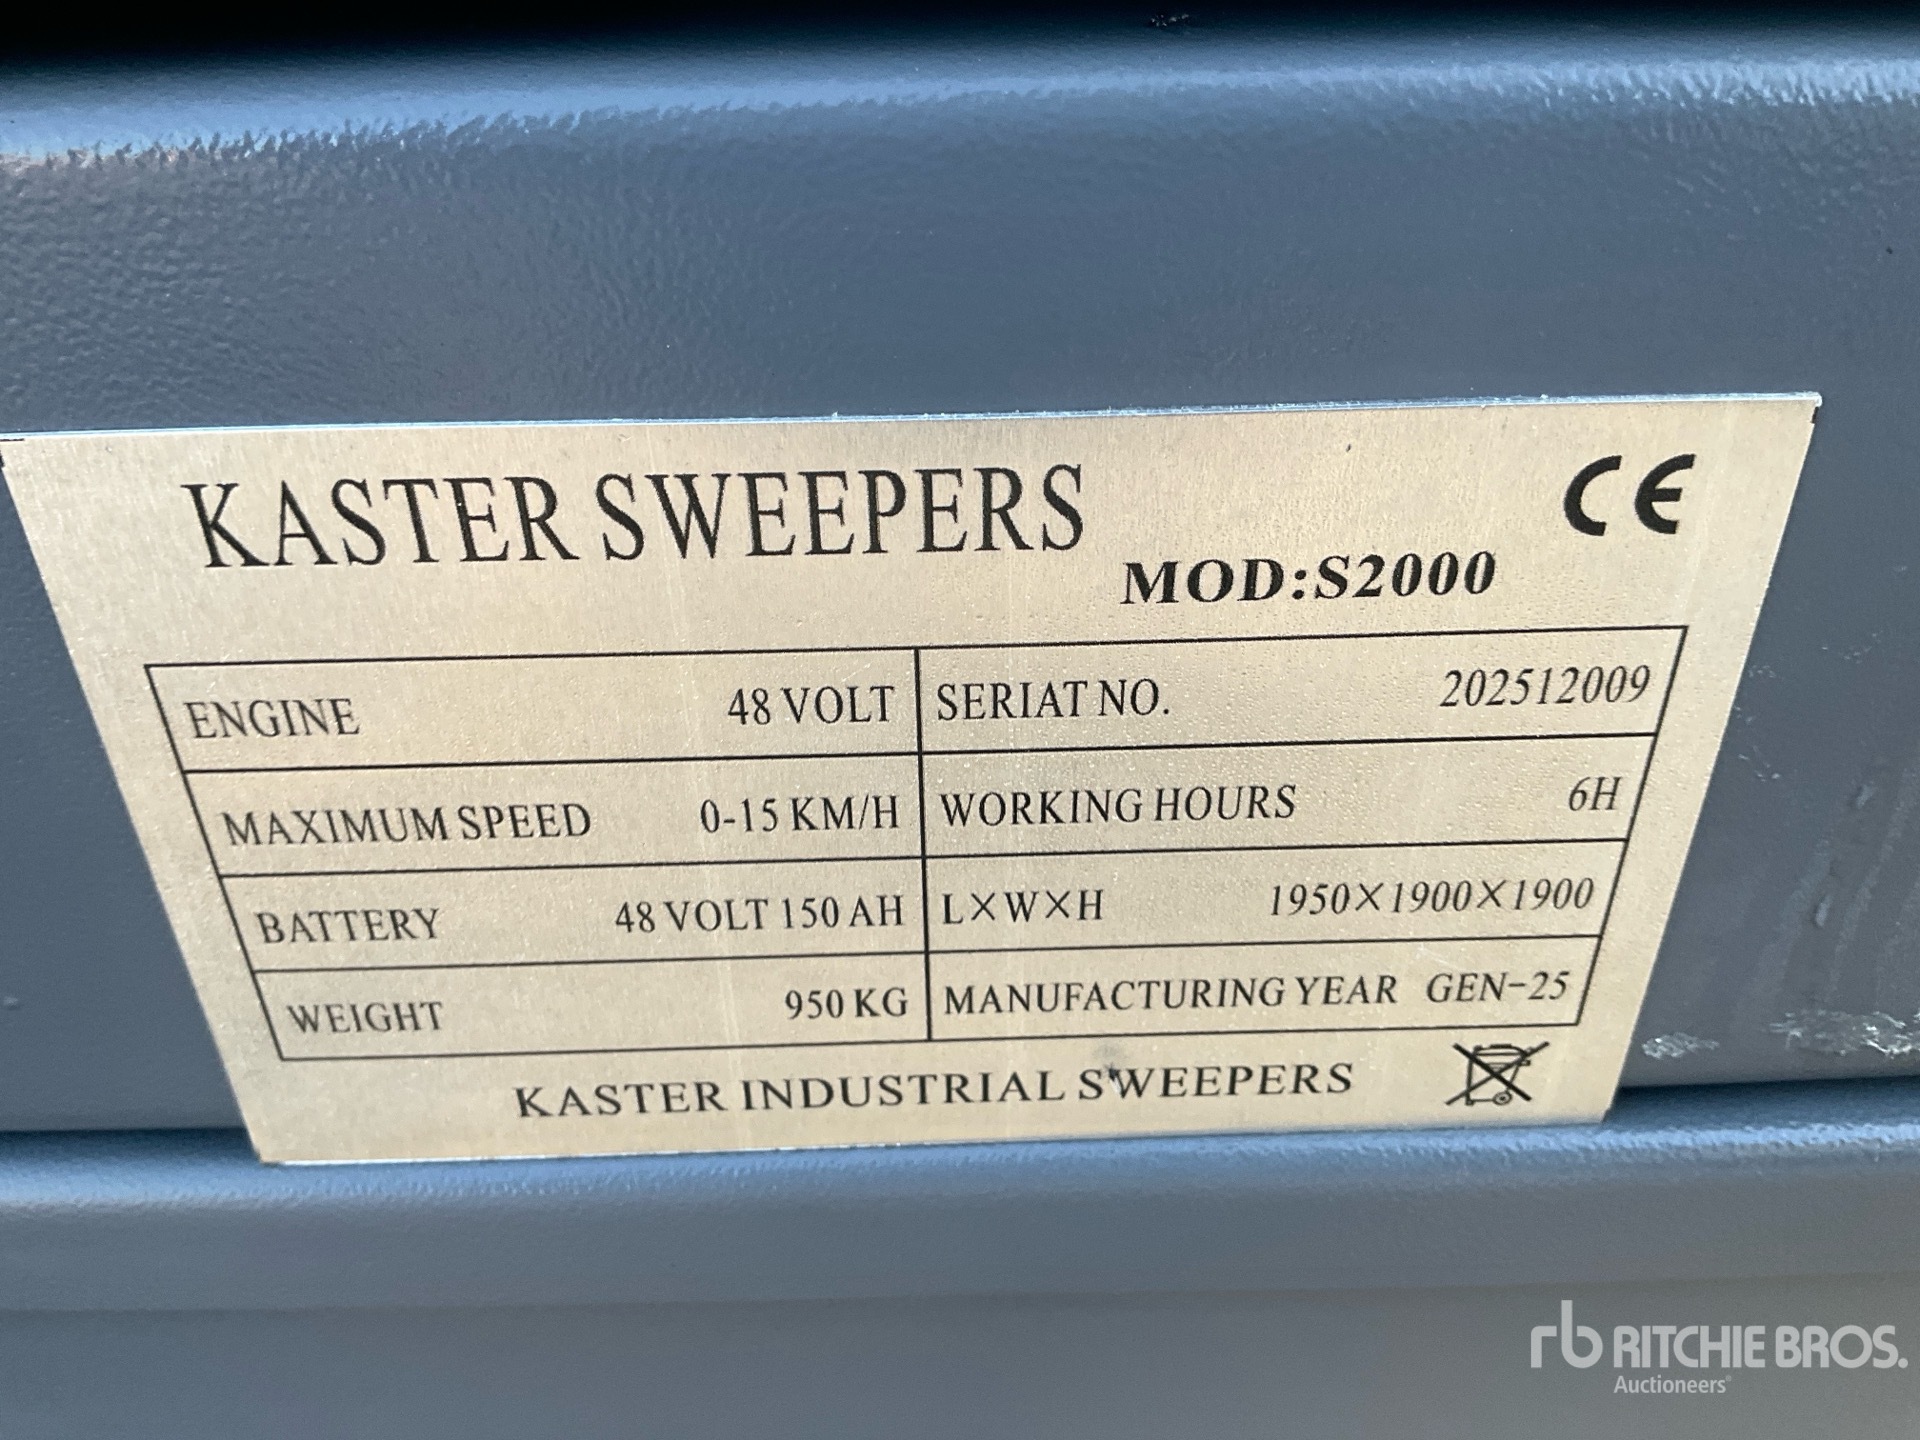 KASTER SWEEPERS
CE
MOD:S2000
ENGINE 48 VOLT SERIAT NO. 202512009
MAXIMUM SPEED 0-15 KM/H WORKING HOURS 6H
BATTERY 48 VOLT 150 AH L×W×H 1950×1900×1900
WEIGHT 950 KG MANUFACTURING YEAR GEN-25
KASTER INDUSTRIAL SWEEPERS
rb RITCHIE BROS.
Auctioneers